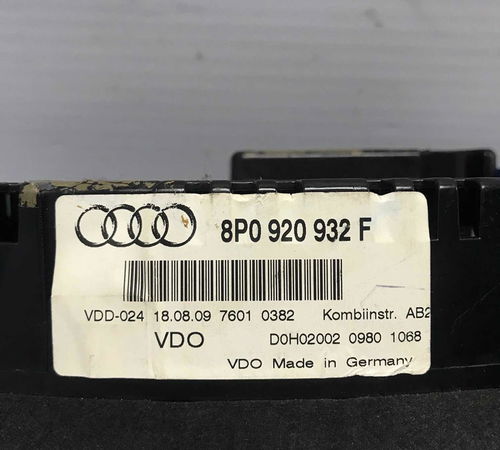 8P0 920 932 F
VDD-024 18.08.09 7601 0382 Kombiinstr. AB2
VDO D0H02002 0980 1068
VDO Made in Germany